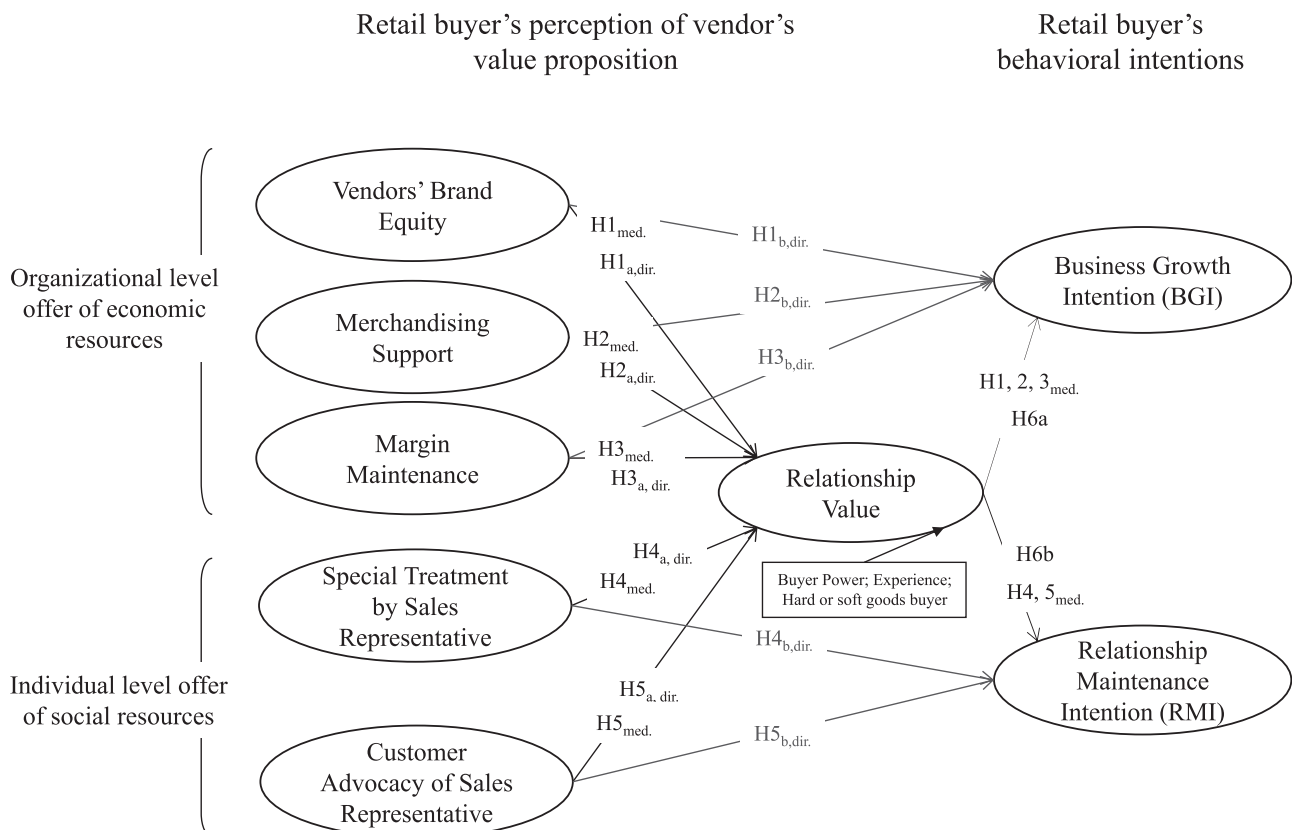 Retail buyer’s perception of vendor’s
value proposition
Retail buyer’s
behavioral intentions
Organizational level
offer of economic
resources
Vendors’ Brand
Equity
Merchandising
Support
Margin
Maintenance
Individual level offer
of social resources
Special Treatment
by Sales
Representative
Customer
Advocacy of Sales
Representative
H1med.
H1a,dir.
H1b,dir.
H2med.
H2a,dir.
H2b,dir.
H3med.
H3a, dir.
H3b,dir.
H4a, dir.
H4med.
H4b,dir.
H5a, dir.
H5med.
H5b,dir.
Relationship
Value
Buyer Power; Experience;
Hard or soft goods buyer
H1, 2, 3med.
H6a
H6b
H4, 5med.
Business Growth
Intention (BGI)
Relationship
Maintenance
Intention (RMI)